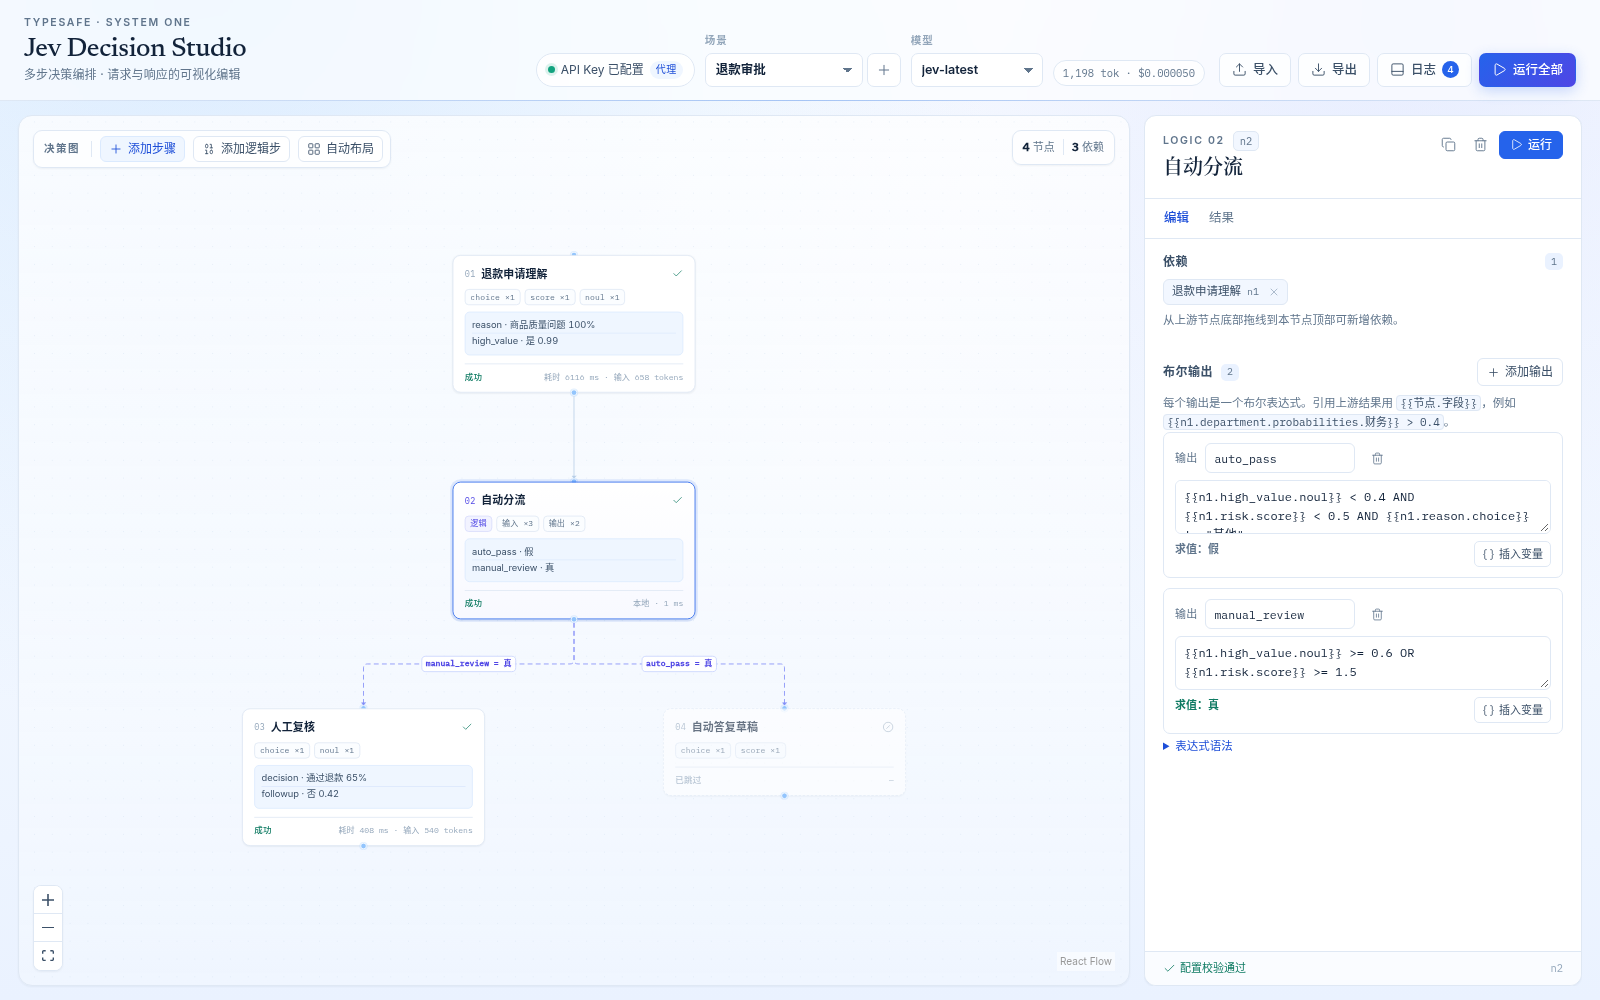 TYPESAFE · SYSTEM ONE
Jev Decision Studio
多步决策编排 · 请求与响应的可视化编辑
API Key 已配置 代理
场景
退款审批
模型
jev-latest
1,198 tok · $0.000050
导入
导出
日志 4
运行全部
决策图
添加步骤
添加逻辑步
自动布局
4 节点 3 依赖
01 退款申请理解
choice ×1 score ×1 noul ×1
reason · 商品质量问题 100%
high_value · 是 0.99
成功 耗时 6116 ms · 输入 658 tokens
02 自动分流
逻辑 输入 ×3 输出 ×2
auto_pass · 假
manual_review · 真
成功 本地 · 1 ms
manual_review = 真
auto_pass = 真
03 人工复核
choice ×1 noul ×1
decision · 通过退款 65%
followup · 否 0.42
成功 耗时 408 ms · 输入 540 tokens
04 自动答复草稿
choice ×1 score ×1
已跳过 —
React Flow
LOGIC 02 n2
自动分流
运行
编辑 结果
依赖 1
退款申请理解 n1
从上游节点底部拖线到本节点顶部可新增依赖。
布尔输出 2
添加输出
每个输出是一个布尔表达式。引用上游结果用 {{节点.字段}}，例如
{{n1.department.probabilities.财务}} > 0.4。
输出 auto_pass
{{n1.high_value.noul}} < 0.4 AND
{{n1.risk.score}} < 0.5 AND {{n1.reason.choice}}
求值：假
{} 插入变量
输出 manual_review
{{n1.high_value.noul}} >= 0.6 OR
{{n1.risk.score}} >= 1.5
求值：真
{} 插入变量
表达式语法
配置校验通过 n2